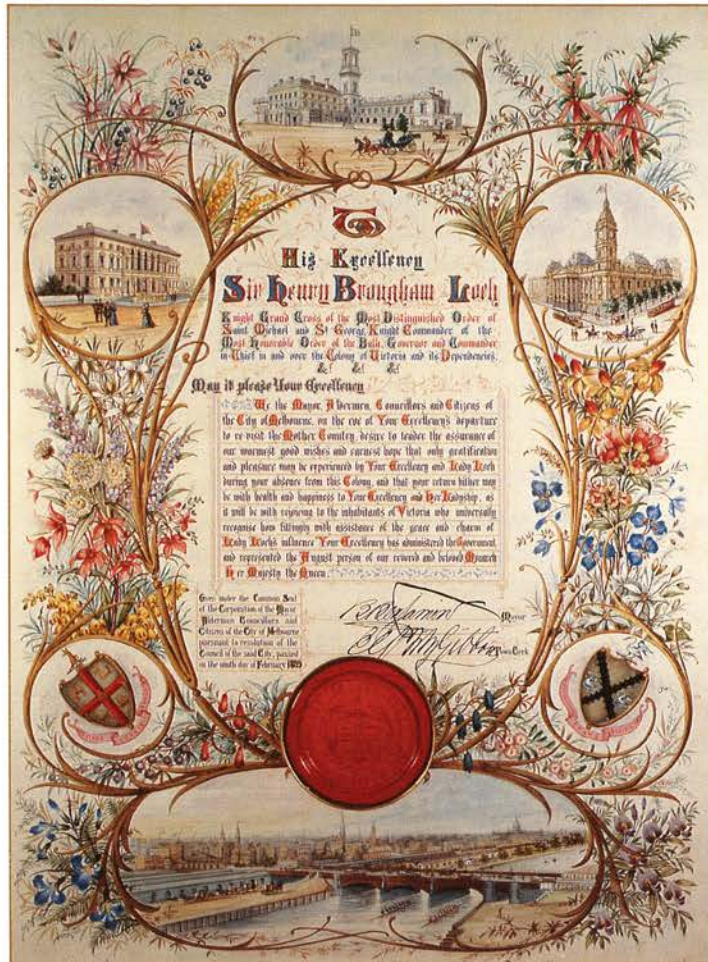 To
His Excellency
Sir Henry Brougham Loch
Knight Grand Cross of the Most Distinguished Order of
Saint Michael and St George, Knight Commander of the
Most Honorable Order of the Bath, Governor and Commander
in Chief in and over the Colony of Victoria and its Dependencies,
&c &c &c
May it please Your Excellency
We the Mayor, Aldermen, Councillors and Citizens of
the City of Melbourne, on the eve of Your Excellency's departure
to re visit the Mother Country, desire to tender the assurance of
our warmest good wishes and earnest hope that only gratification
and pleasure may be experienced by Your Excellency and Lady Loch
during your absence from this Colony, and that your return hither may
be with health and happiness to Your Excellency and Her Ladyship, as
it will be with rejoicing to the inhabitants of Victoria who universally
recognise how fittingly with assistance of the grace and charm of
Lady Loch's influence Your Excellency has administered the Government,
and represented the August person of our revered and beloved Monarch
Her Majesty the Queen.
Given under the Common Seal
of the Corporation of the Mayor
Aldermen Councillors and
Citizens of the City of Melbourne
pursuant to resolution of the
Council of the said City, passed
on the ninth day of February 1889
Benjamin Mayor
FitzGibbon Town Clerk